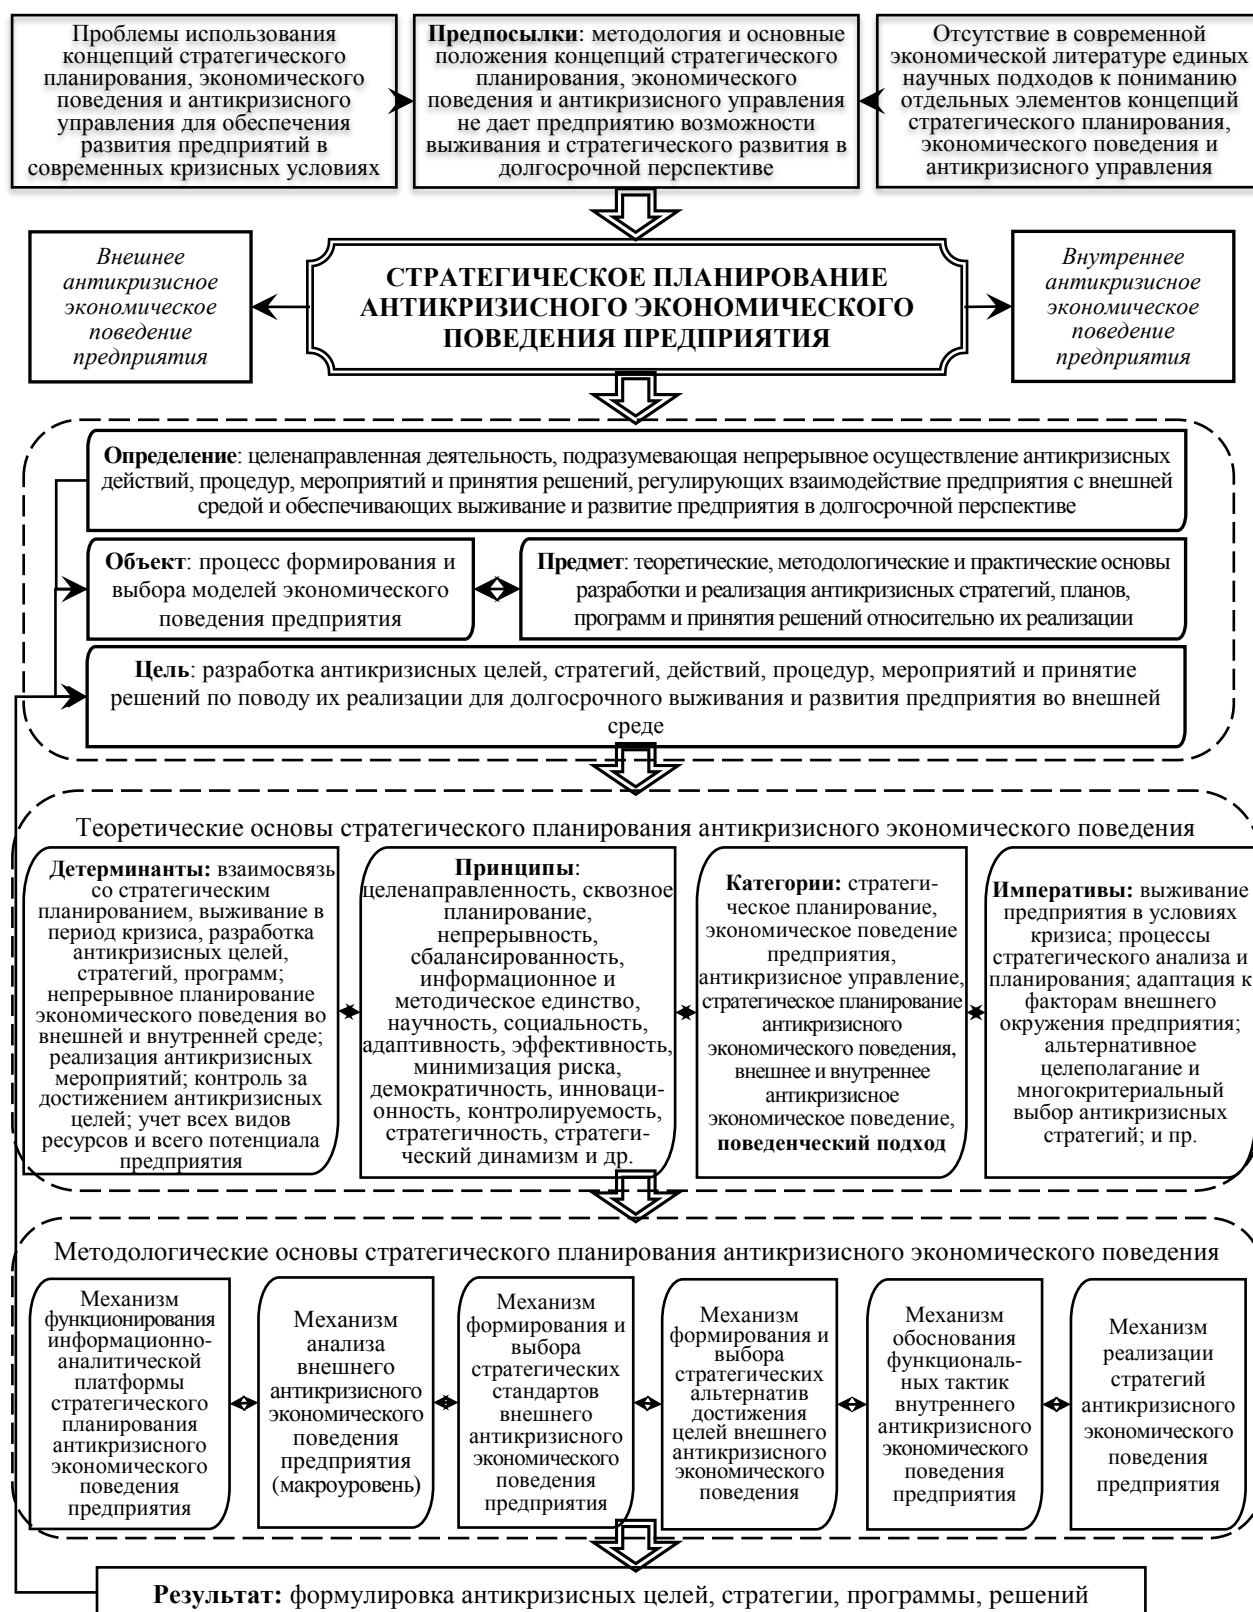 Проблемы использования
концепций стратегического
планирования, экономического
поведения и антикризисного
управления для обеспечения
развития предприятий в
современных кризисных условиях
Предпосылки: методология и основные
положения концепций стратегического
планирования, экономического
поведения и антикризисного управления
не дает предприятию возможности
выживания и стратегического развития в
долгосрочной перспективе
Отсутствие в современной
экономической литературе единых
научных подходов к пониманию
отдельных элементов концепций
стратегического планирования,
экономического поведения и
антикризисного управления
Внешнее
антикризисное
экономическое
поведение
предприятия
СТРАТЕГИЧЕСКОЕ ПЛАНИРОВАНИЕ
АНТИКРИЗИСНОГО ЭКОНОМИЧЕСКОГО
ПОВЕДЕНИЯ ПРЕДПРИЯТИЯ
Внутреннее
антикризисное
экономическое
поведение
предприятия
Определение: целенаправленная деятельность, подразумевающая непрерывное осуществление антикризисных
действий, процедур, мероприятий и принятия решений, регулирующих взаимодействие предприятия с внешней
средой и обеспечивающих выживание и развитие предприятия в долгосрочной перспективе
Объект: процесс формирования и
выбора моделей экономического
поведения предприятия
Предмет: теоретические, методологические и практические основы
разработки и реализация антикризисных стратегий, планов,
программ и принятия решений относительно их реализации
Цель: разработка антикризисных целей, стратегий, действий, процедур, мероприятий и принятие
решений по поводу их реализации для долгосрочного выживания и развития предприятия во внешней
среде
Теоретические основы стратегического планирования антикризисного экономического поведения
Детерминанты: взаимосвязь
со стратегическим
планированием, выживание в
период кризиса, разработка
антикризисных целей,
стратегий, программ;
непрерывное планирование
экономического поведения во
внешней и внутренней среде;
реализация антикризисных
мероприятий; контроль за
достижением антикризисных
целей; учет всех видов
ресурсов и всего потенциала
предприятия
Принципы:
целенаправленность, сквозное
планирование,
непрерывность,
сбалансированность,
информационное и
методическое единство,
научность, социальность,
адаптивность, эффективность,
минимизация риска,
демократичность, инноваци-
онность, контролируемость,
стратегичность, стратеги-
ческий динамизм и др.
Категории: стратеги-
ческое планирование,
экономическое поведение
предприятия,
антикризисное управление,
стратегическое планирование
антикризисного
экономического поведения,
внешнее и внутреннее
антикризисное
экономическое поведение,
поведенческий подход
Императивы: выживание
предприятия в условиях
кризиса; процессы
стратегического анализа и
планирования; адаптация к
факторам внешнего
окружения предприятия;
альтернативное
целеполагание и
многокритериальный
выбор антикризисных
стратегий; и пр.
Методологические основы стратегического планирования антикризисного экономического поведения
Механизм
функционирования
информационно-
аналитической
платформы
стратегического
планирования
антикризисного
экономического
поведения
предприятия
Механизм
анализа
внешнего
антикризисного
экономического
поведения
предприятия
(макроуровень)
Механизм
формирования и
выбора
стратегических
стандартов
внешнего
антикризисного
экономического
поведения
предприятия
Механизм
формирования и
выбора
стратегических
альтернатив
достижения
целей внешнего
антикризисного
экономического
поведения
Механизм
обоснования
функциональ-
ных тактик
внутреннего
антикризисного
экономического
поведения
предприятия
Механизм
реализации
стратегий
антикризисного
экономического
поведения
предприятия
Результат: формулировка антикризисных целей, стратегии, программы, решений